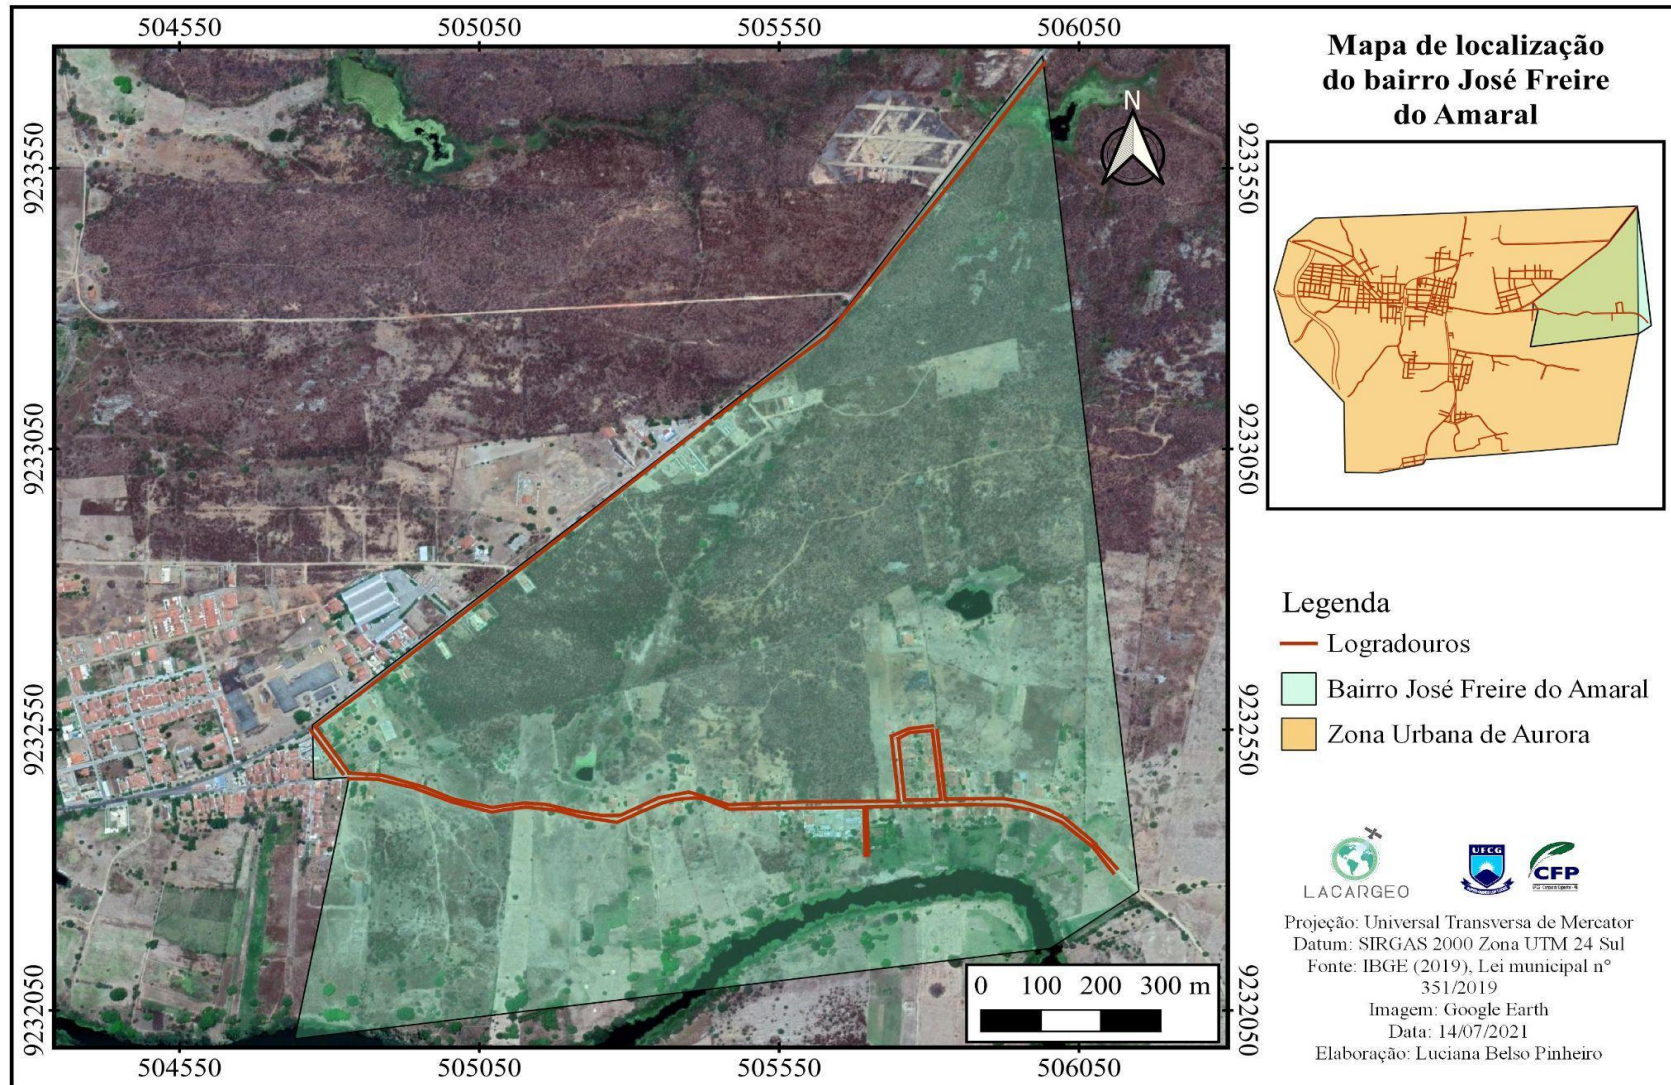 504550 505050 505550 506050
9233550
9233050
9232550
9232050
N
0 100 200 300 m
9233550
9233050
9232550
9232050
504550 505050 505550 506050
Mapa de localização
do bairro José Freire
do Amaral
Legenda
Logradouros
Bairro José Freire do Amaral
Zona Urbana de Aurora
LACARGEO
UFCG
CFP
Projeção: Universal Transversa de Mercator
Datum: SIRGAS 2000 Zona UTM 24 Sul
Fonte: IBGE (2019), Lei municipal nº
351/2019
Imagem: Google Earth
Data: 14/07/2021
Elaboração: Luciana Belso Pinheiro